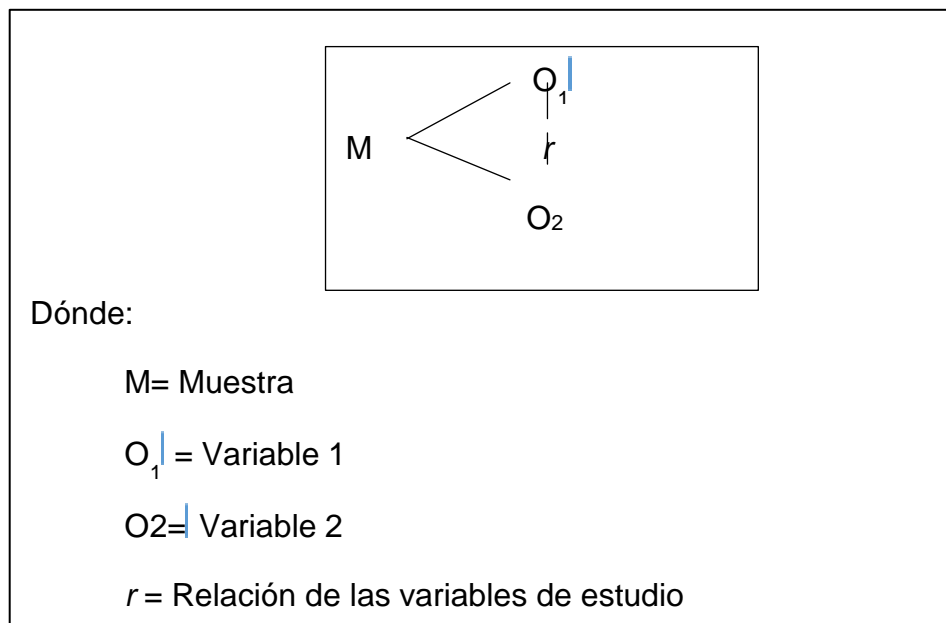 O₁
M r
O₂
Dónde:
M= Muestra
O₁ = Variable 1
O2= Variable 2
r = Relación de las variables de estudio